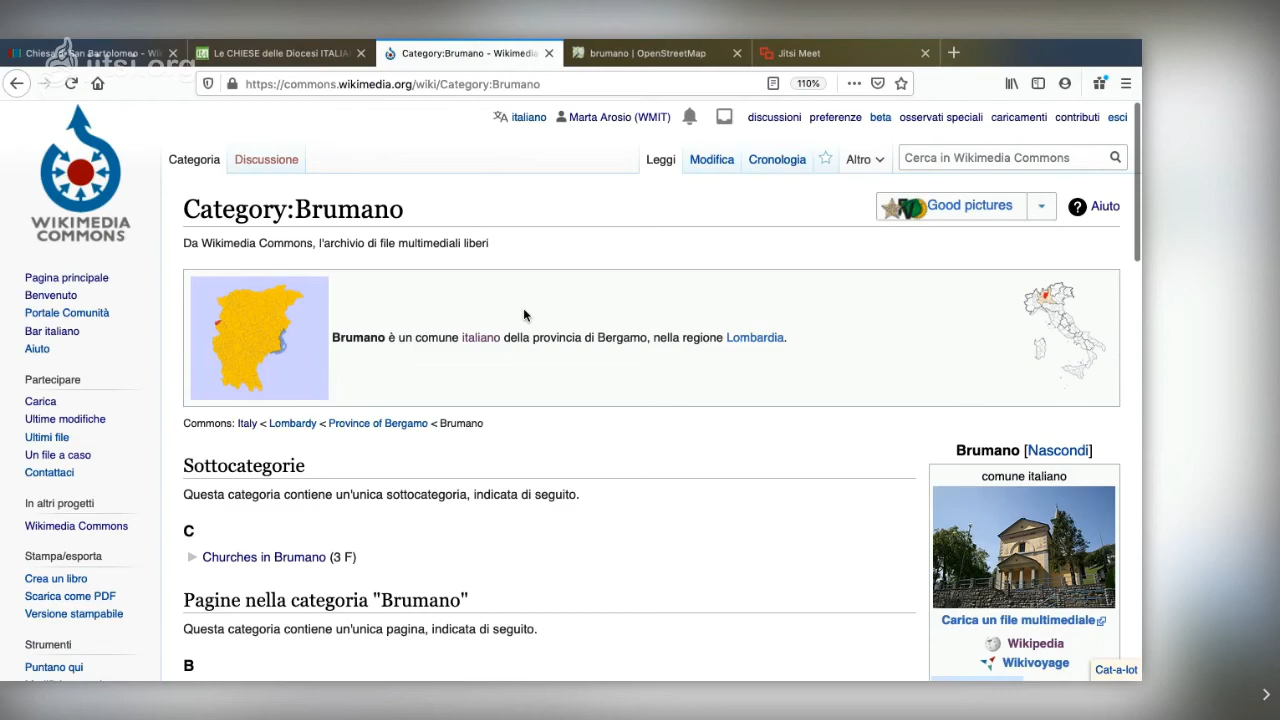 Chiesa di San Bartolomeo - Wi
Le CHIESE delle Diocesi ITALIA
Category:Brumano - Wikimedia
brumano | OpenStreetMap
Jitsi Meet
jitsi.org
https://commons.wikimedia.org/wiki/Category:Brumano
110%
italiano
Marta Arosio (WMIT)
discussioni
preferenze
beta
osservati speciali
caricamenti
contributi
esci
Categoria
Discussione
Leggi
Modifica
Cronologia
Altro
Cerca in Wikimedia Commons
WIKIMEDIA
COMMONS
Category:Brumano
Good pictures
Aiuto
Da Wikimedia Commons, l'archivio di file multimediali liberi
Brumano è un comune italiano della provincia di Bergamo, nella regione Lombardia.
Commons: Italy < Lombardy < Province of Bergamo < Brumano
Sottocategorie
Questa categoria contiene un'unica sottocategoria, indicata di seguito.
C
Churches in Brumano (3 F)
Pagine nella categoria "Brumano"
Questa categoria contiene un'unica pagina, indicata di seguito.
B
Brumano [Nascondi]
comune italiano
Carica un file multimediale
Wikipedia
Wikivoyage
Cat-a-lot
Pagina principale
Benvenuto
Portale Comunità
Bar italiano
Aiuto
Partecipare
Carica
Ultime modifiche
Ultimi file
Un file a caso
Contattaci
In altri progetti
Wikimedia Commons
Stampa/esporta
Crea un libro
Scarica come PDF
Versione stampabile
Strumenti
Puntano qui